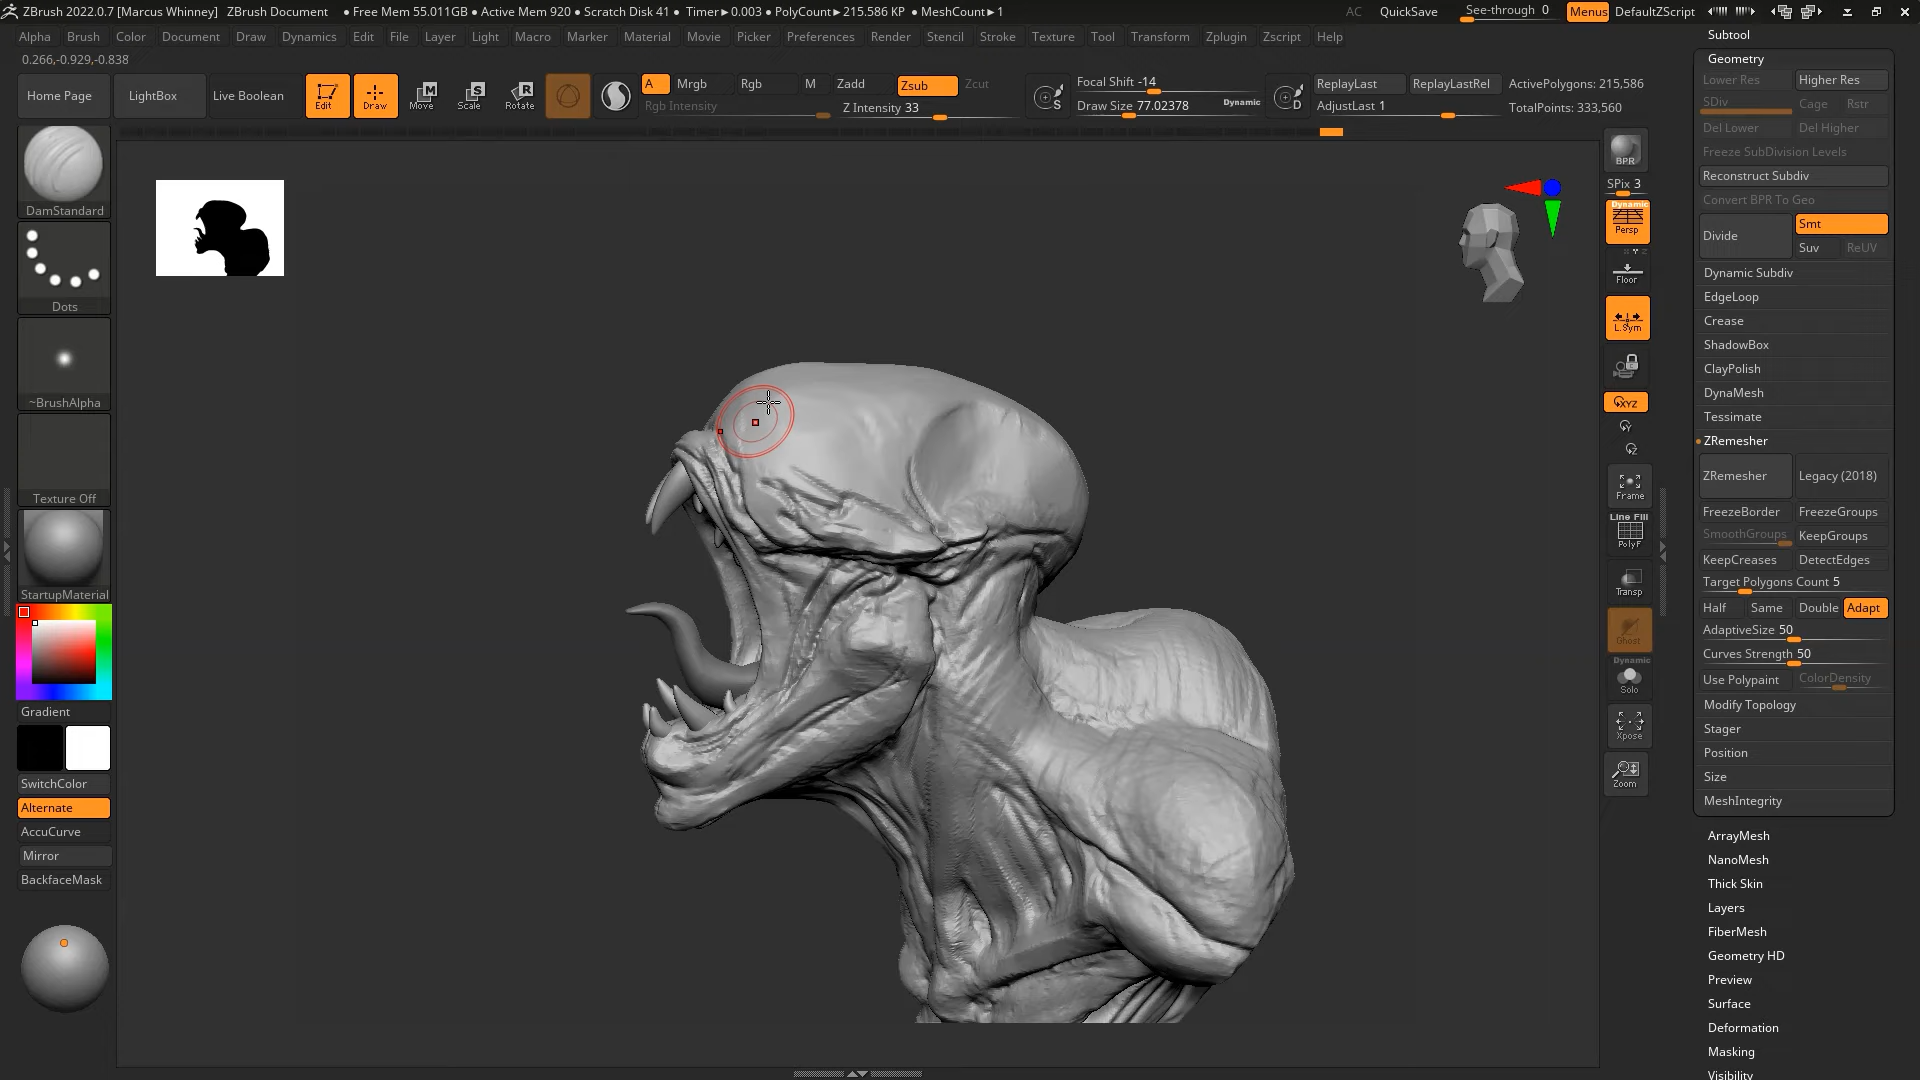 ZBrush 2022.0.7 [Marcus Whinney] ZBrush Document ● Free Mem 55.011GB ● Active Mem 920 ● Scratch Disk 41 ● Timer►0.003 ● PolyCount►215.586 KP ● MeshCount►1 AC QuickSave See-through 0 Menus DefaultZScript
Alpha Brush Color Document Draw Dynamics Edit File Layer Light Macro Marker Material Movie Picker Preferences Render Stencil Stroke Texture Tool Transform Zplugin Zscript Help
0.266,-0.929,-0.838
Home Page LightBox Live Boolean Edit Draw Move Scale Rotate
M S R
A Mrgb Rgb M Zadd Zsub Zcut
Rgb Intensity Z Intensity 33
S Focal Shift -14
Draw Size 77.02378 Dynamic
D ReplayLast ReplayLastRel
AdjustLast 1
ActivePolygons: 215,586
TotalPoints: 333,560
DamStandard
Dots
~BrushAlpha
Texture Off
StartupMaterial
Gradient
SwitchColor
Alternate
AccuCurve
Mirror
BackfaceMask
BPR
SPix 3
Dynamic
Persp
Floor
L.Sym
XYZ
Y
Z
Frame
Line Fill
PolyF
Transp
Ghost
Dynamic
Solo
Xpose
Zoom
Subtool
Geometry
Lower Res Higher Res
SDiv Cage Rstr
Del Lower Del Higher
Freeze SubDivision Levels
Reconstruct Subdiv
Convert BPR To Geo
Divide Smt
Suv ReUV
Dynamic Subdiv
EdgeLoop
Crease
ShadowBox
ClayPolish
DynaMesh
Tessimate
ZRemesher
ZRemesher Legacy (2018)
FreezeBorder FreezeGroups
SmoothGroups KeepGroups
KeepCreases DetectEdges
Target Polygons Count 5
Half Same Double Adapt
AdaptiveSize 50
Curves Strength 50
Use Polypaint ColorDensity
Modify Topology
Stager
Position
Size
MeshIntegrity
ArrayMesh
NanoMesh
Thick Skin
Layers
FiberMesh
Geometry HD
Preview
Surface
Deformation
Masking
Visibility